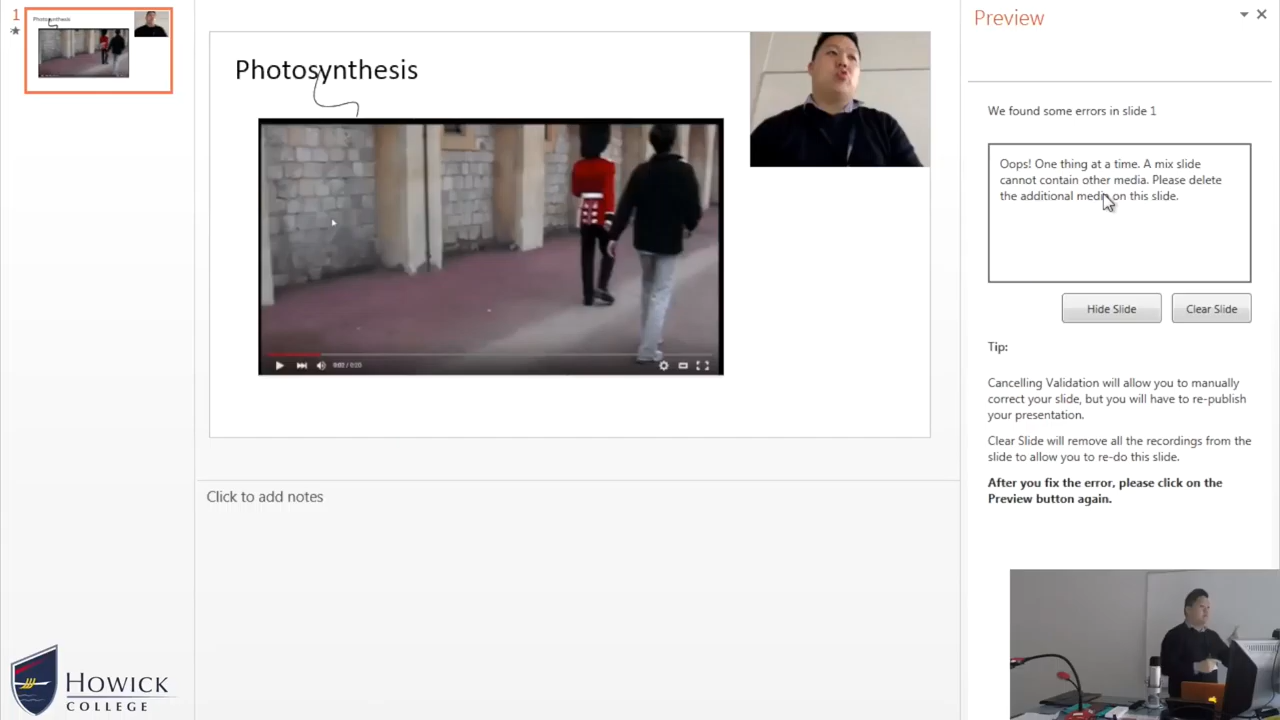 1
Photosynthesis
Photosynthesis
Click to add notes
Preview
We found some errors in slide 1
Oops! One thing at a time. A mix slide
cannot contain other media. Please delete
the additional media on this slide.
Hide Slide
Clear Slide
Tip:
Cancelling Validation will allow you to manually
correct your slide, but you will have to re-publish
your presentation.
Clear Slide will remove all the recordings from the
slide to allow you to re-do this slide.
After you fix the error, please click on the
Preview button again.
HOWICK
COLLEGE